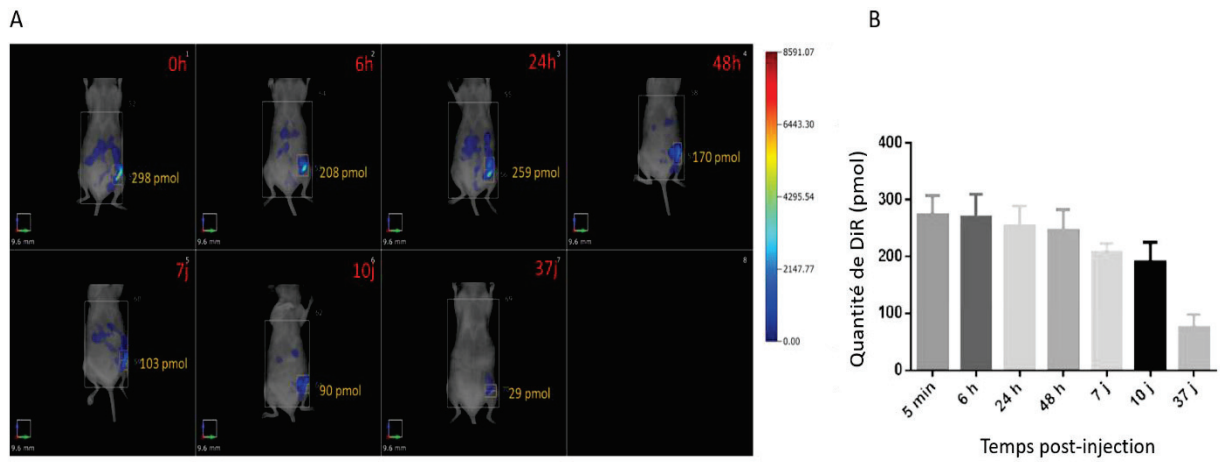 A
B
0h
1
6h
2
24h
3
48h
4
298 pmol
208 pmol
259 pmol
170 pmol
9.6 mm
9.6 mm
9.6 mm
9.6 mm
7j
5
10j
6
37j
7
8
103 pmol
90 pmol
29 pmol
9.6 mm
9.6 mm
9.6 mm
8591.07
6443.30
4295.54
2147.77
0.00
Quantité de DiR (pmol)
400
300
200
100
0
5 min
6 h
24 h
48 h
7 j
10 j
37 j
Temps post-injection